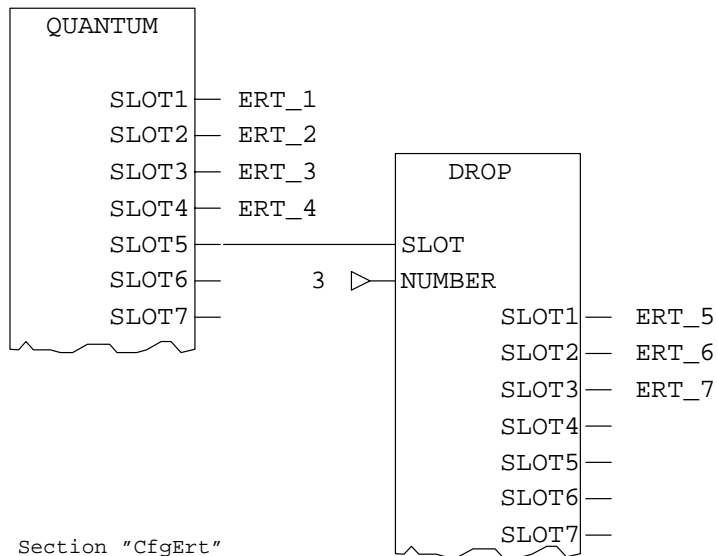 QUANTUM
SLOT1 ERT_1
SLOT2 ERT_2
SLOT3 ERT_3
SLOT4 ERT_4
SLOT5
SLOT6
SLOT7
DROP
SLOT
3 NUMBER
SLOT1 ERT_5
SLOT2 ERT_6
SLOT3 ERT_7
SLOT4
SLOT5
SLOT6
SLOT7
Section "CfgErt"